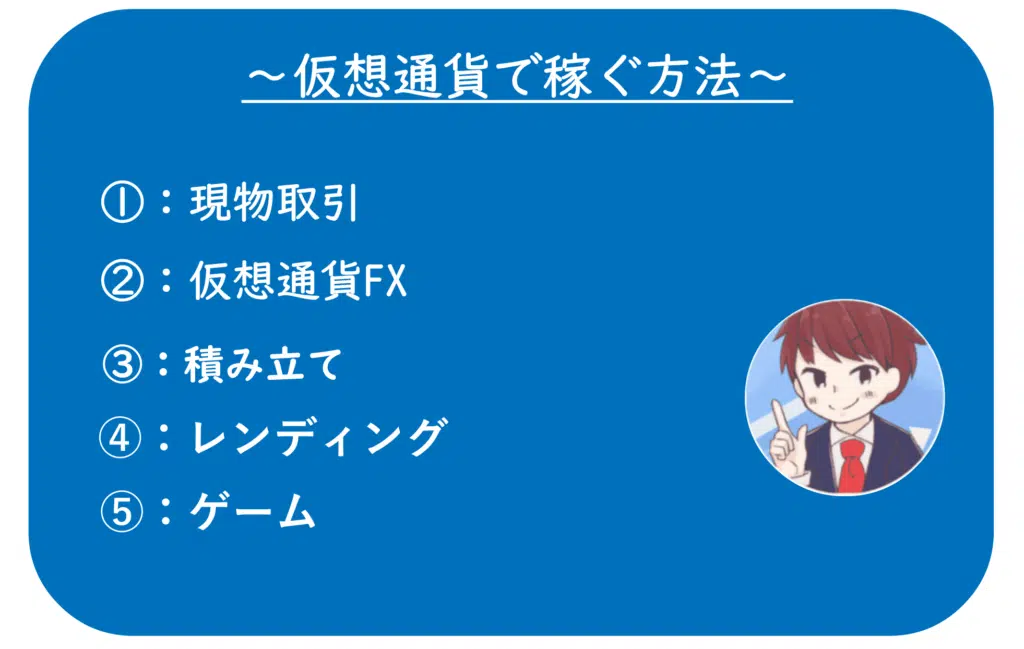 ～仮想通貨で稼ぐ方法～
①：現物取引
②：仮想通貨FX
③：積み立て
④：レンディング
⑤：ゲーム